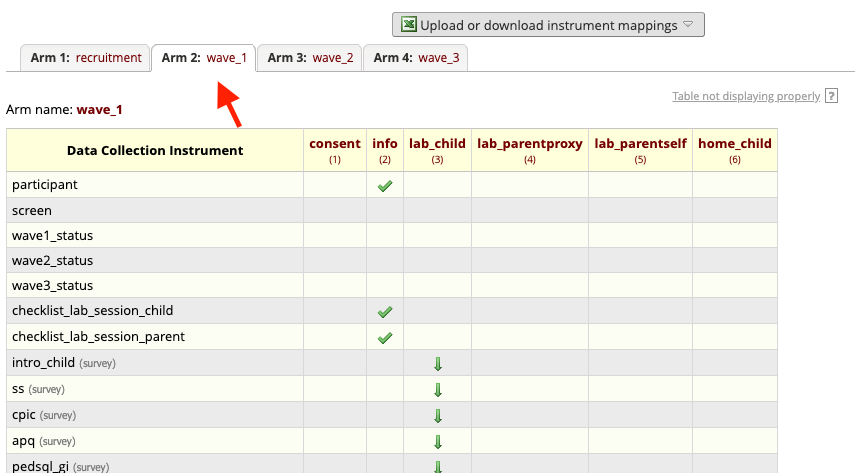 Upload or download instrument mappings
Arm 1: recruitment Arm 2: wave_1 Arm 3: wave_2 Arm 4: wave_3
Table not displaying properly ?
Arm name: wave_1
Data Collection Instrument consent (1) info (2) lab_child (3) lab_parentproxy (4) lab_parentself (5) home_child (6)
participant
screen
wave1_status
wave2_status
wave3_status
checklist_lab_session_child
checklist_lab_session_parent
intro_child (survey)
ss (survey)
cpic (survey)
apq (survey)
pedsql_gi (survey)